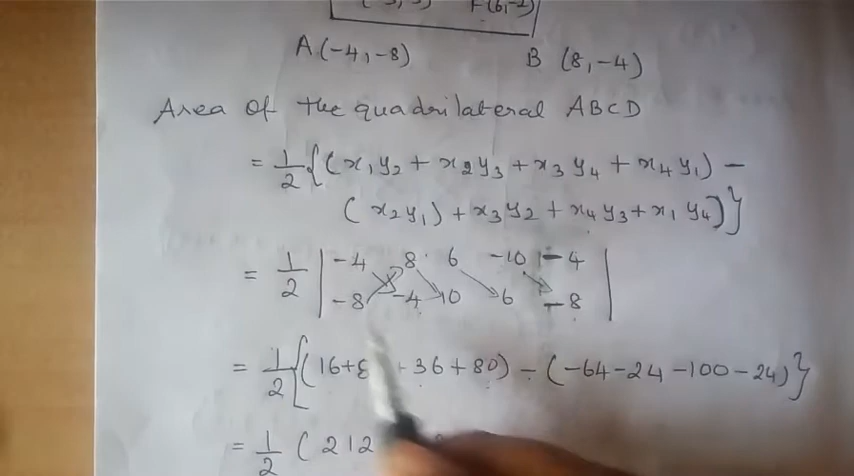 F(6,-2)
A(-4,-8) B (8,-4)
Area of the quadrilateral ABCD
= 1/2 {(x₁y₂ + x₂y₃ + x₃y₄ + x₄y₁) -
(x₂y₁) + x₃y₂ + x₄y₃ + x₁y₄)}
= 1/2 | -4 8 6 -10 -4
-8 -4 10 6 -8 |
= 1/2 [(16+8 +36+80) - (-64-24-100-24)}
= 1/2 (212